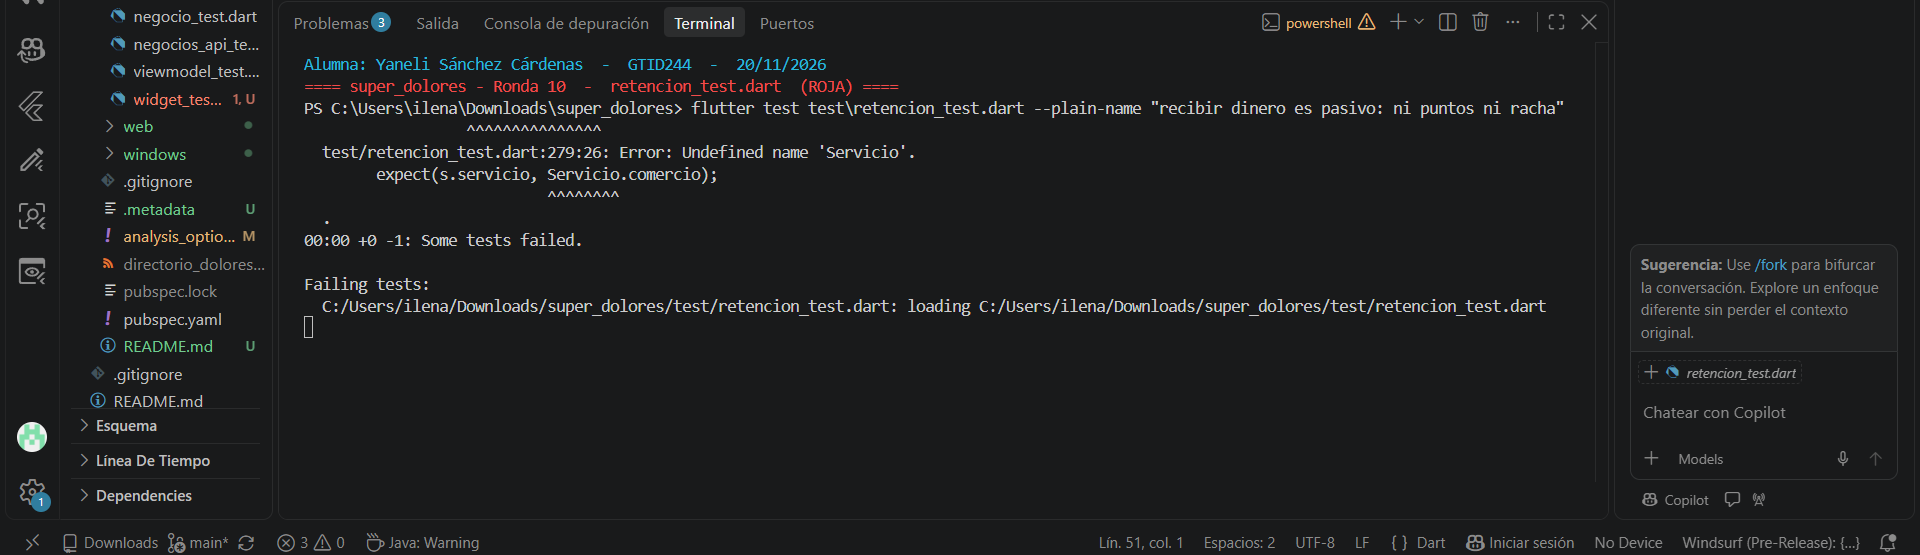 negocio_test.dart
negocios_api_te...
viewmodel_test....
widget_tes... 1, U
web
windows
.gitignore
.metadata U
analysis_optio... M
directorio_dolores...
pubspec.lock
pubspec.yaml
README.md U
.gitignore
README.md
Esquema
Línea De Tiempo
Dependencies
1
Problemas 3 Salida Consola de depuración Terminal Puertos
powershell
Alumna: Yaneli Sánchez Cárdenas - GTID244 - 20/11/2026
==== super_dolores - Ronda 10 - retencion_test.dart (ROJA) ====
PS C:\Users\ilena\Downloads\super_dolores> flutter test test\retencion_test.dart --plain-name "recibir dinero es pasivo: ni puntos ni racha"
^^^^^^^^^^^^^^^
test/retencion_test.dart:279:26: Error: Undefined name 'Servicio'.
expect(s.servicio, Servicio.comercio);
^^^^^^^^
.
00:00 +0 -1: Some tests failed.
Failing tests:
C:/Users/ilena/Downloads/super_dolores/test/retencion_test.dart: loading C:/Users/ilena/Downloads/super_dolores/test/retencion_test.dart
Sugerencia: Use /fork para bifurcar
la conversación. Explore un enfoque
diferente sin perder el contexto
original.
retencion_test.dart
Chatear con Copilot
Models
Copilot
Downloads main* 3 0 Java: Warning Lín. 51, col. 1 Espacios: 2 UTF-8 LF { } Dart Iniciar sesión No Device Windsurf (Pre-Release): {...}